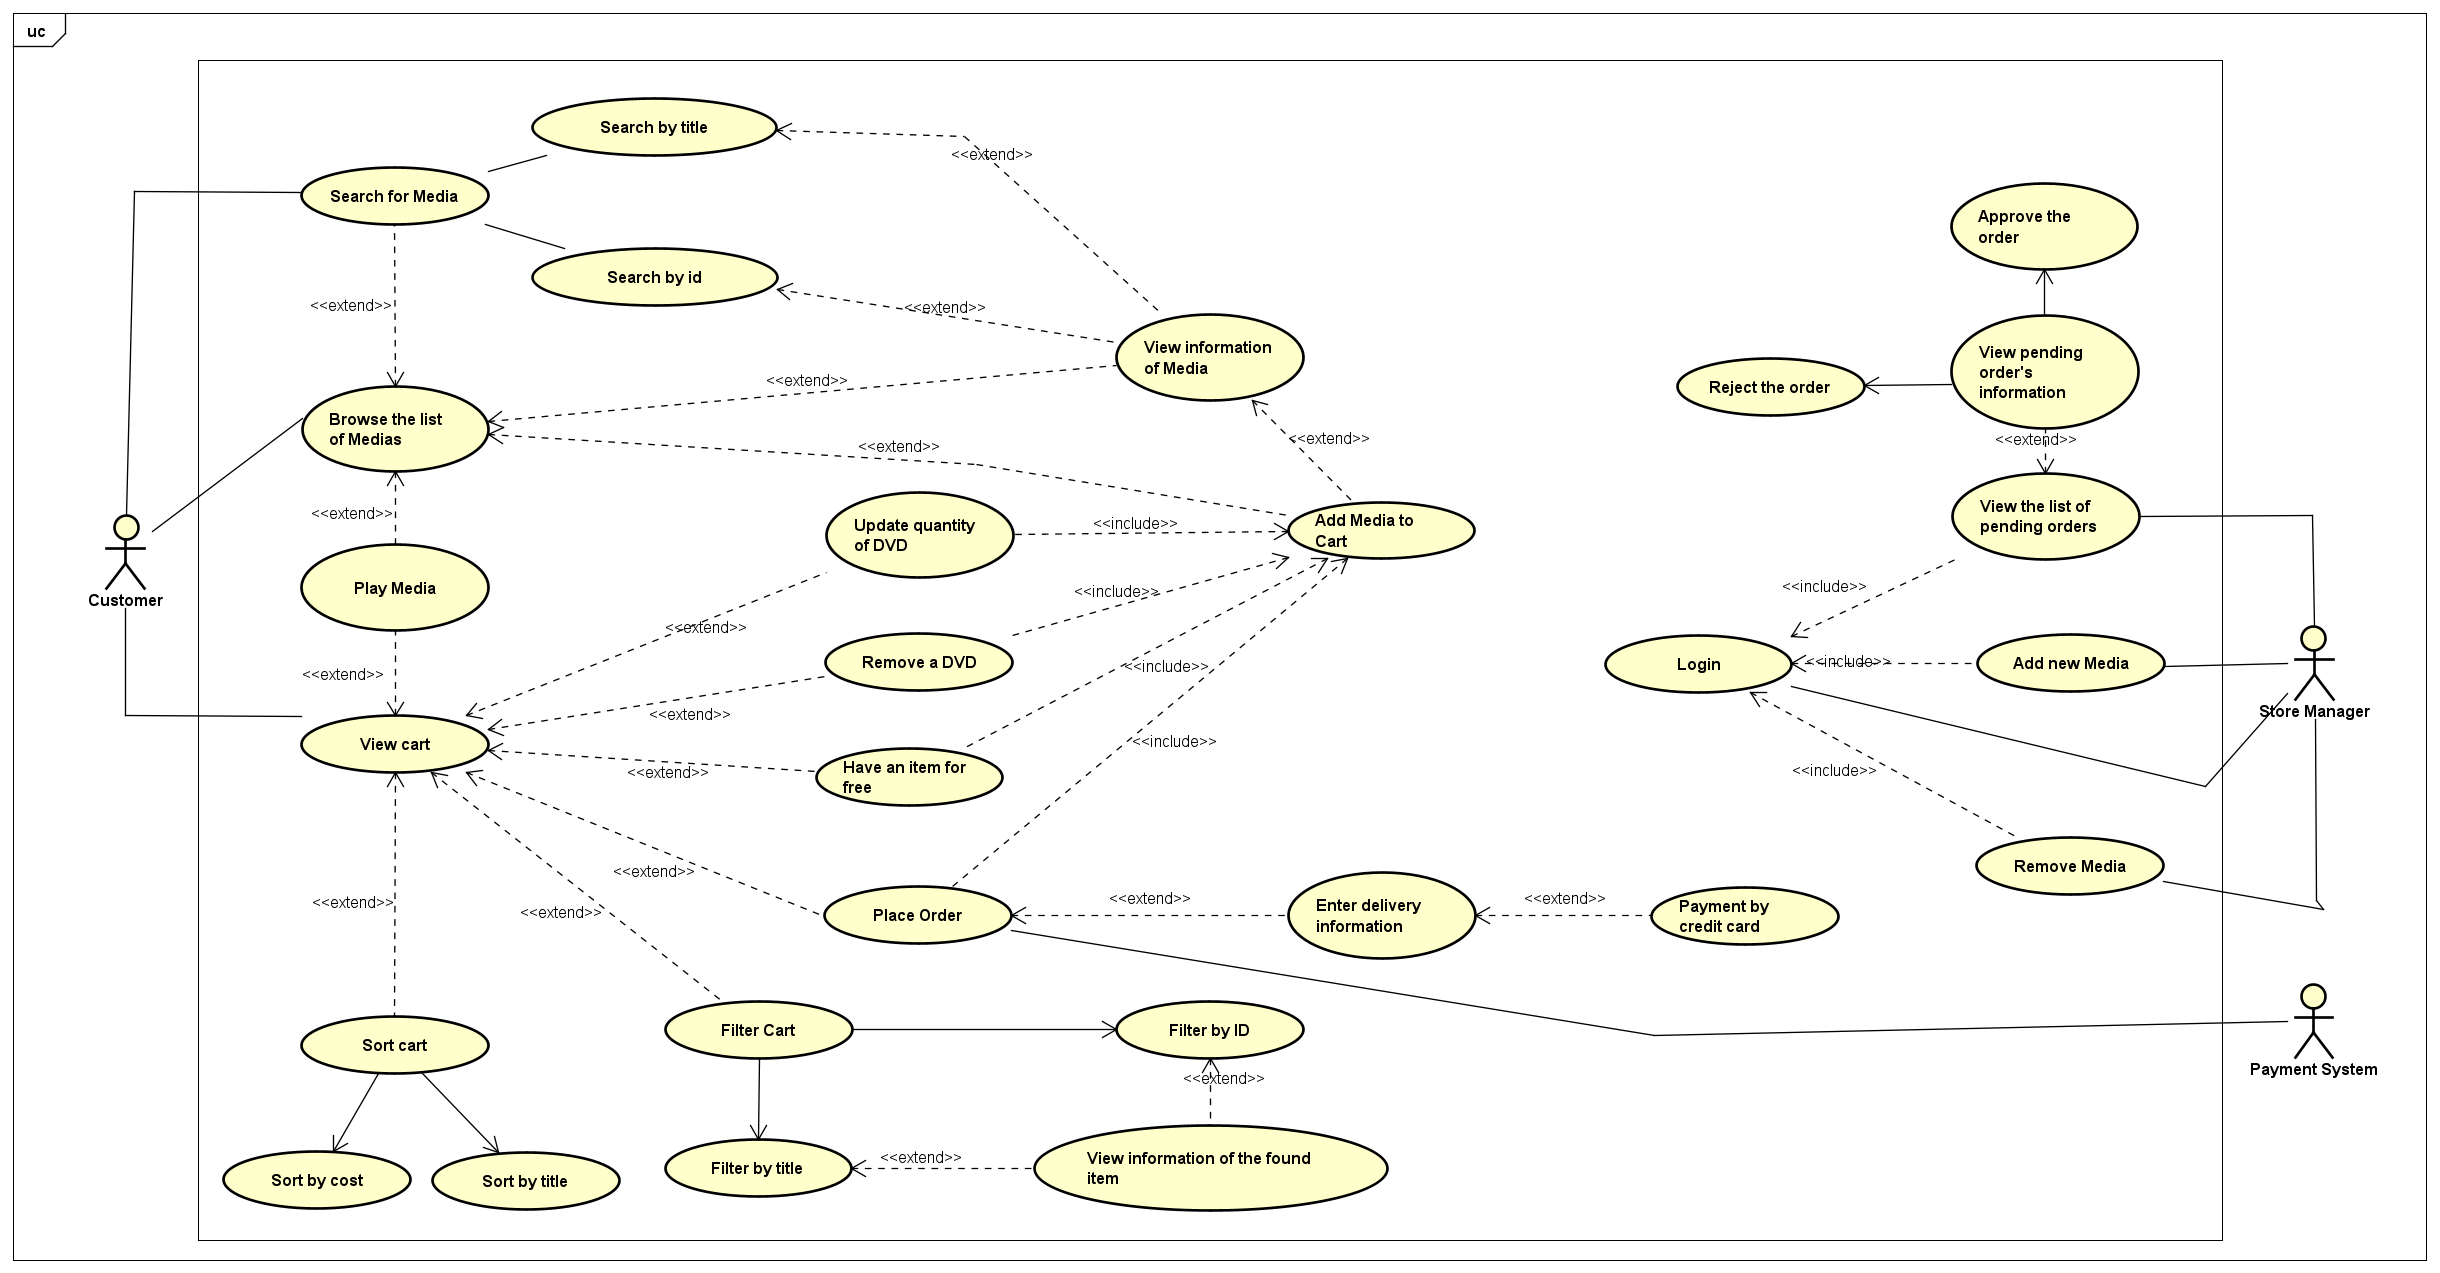 uc
Search by title
<<extend>>
Search for Media
Approve the
order
Search by id
<<extend>>
<<extend>>
View information
of Media
View pending
order's
information
<<extend>>
Reject the order
Browse the list
of Medias
<<extend>>
<<extend>>
<<extend>>
<<extend>>
View the list of
pending orders
Update quantity
of DVD
<<include>>
Add Media to
Cart
Play Media
Customer
<<include>>
<<include>>
<<extend>>
Remove a DVD
<<include>>
Login
<<include>>
Add new Media
<<extend>>
<<extend>>
Store Manager
View cart
<<include>>
<<extend>>
Have an item for
free
<<include>>
<<extend>>
Remove Media
<<extend>>
<<extend>>
Place Order
<<extend>>
Enter delivery
information
<<extend>>
Payment by
credit card
Filter Cart
Filter by ID
Sort cart
Payment System
<<extend>>
Sort by cost
Sort by title
Filter by title
<<extend>>
View information of the found
item